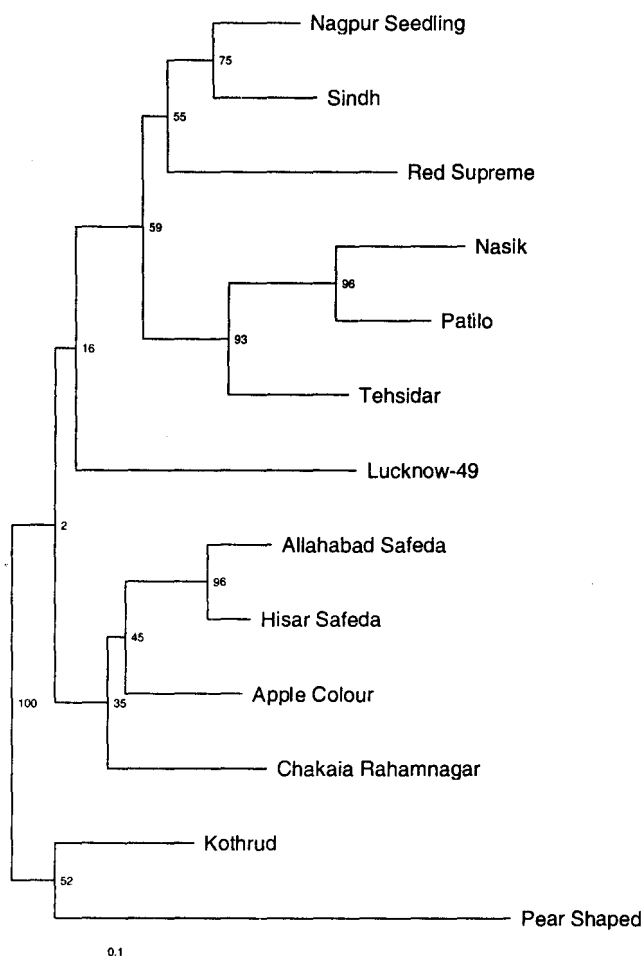 Nagpur Seedling
75
Sindh
55
Red Supreme
59
Nasik
96
Patilo
93
16
Tehsidar
Lucknow-49
2
Allahabad Safeda
96
Hisar Safeda
45
Apple Colour
100
35
Chakaia Rahamnagar
Kothrud
52
Pear Shaped
0.1